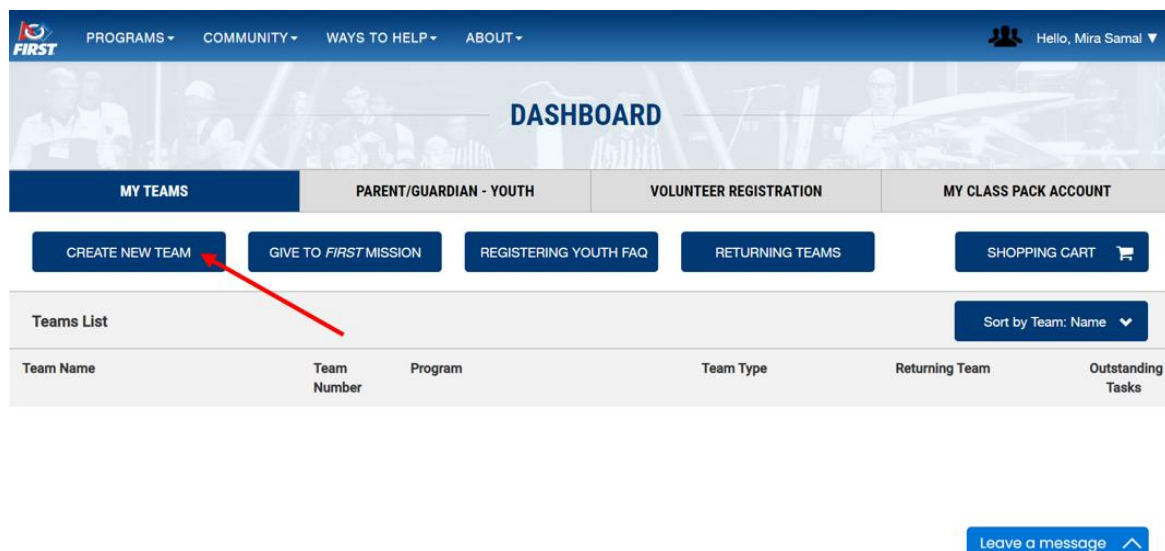 FIRST PROGRAMS COMMUNITY WAYS TO HELP ABOUT Hello, Mira Samal
DASHBOARD
MY TEAMS PARENT/GUARDIAN - YOUTH VOLUNTEER REGISTRATION MY CLASS PACK ACCOUNT
CREATE NEW TEAM GIVE TO FIRST MISSION REGISTERING YOUTH FAQ RETURNING TEAMS SHOPPING CART
Teams List Sort by Team: Name
Team Name Team Number Program Team Type Returning Team Outstanding Tasks
Leave a message